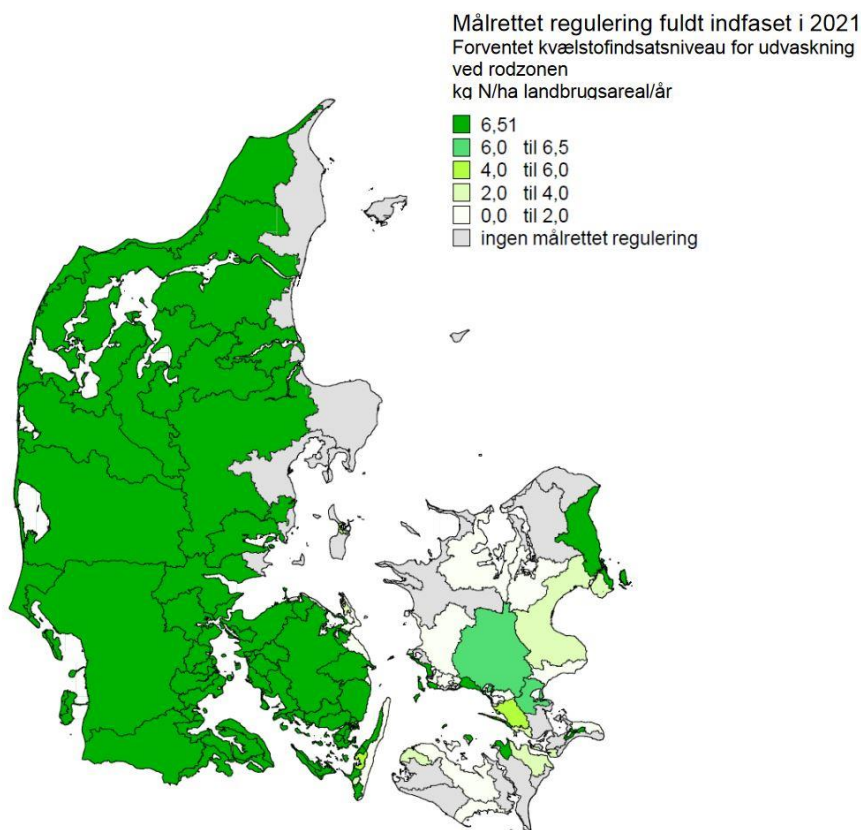 Målrettet regulering fuldt indfaset i 2021
Forventet kvælstofindsatsniveau for udvaskning
ved rodzonen
kg N/ha landbrugsareal/år
6,51
6,0 til 6,5
4,0 til 6,0
2,0 til 4,0
0,0 til 2,0
ingen målrettet regulering